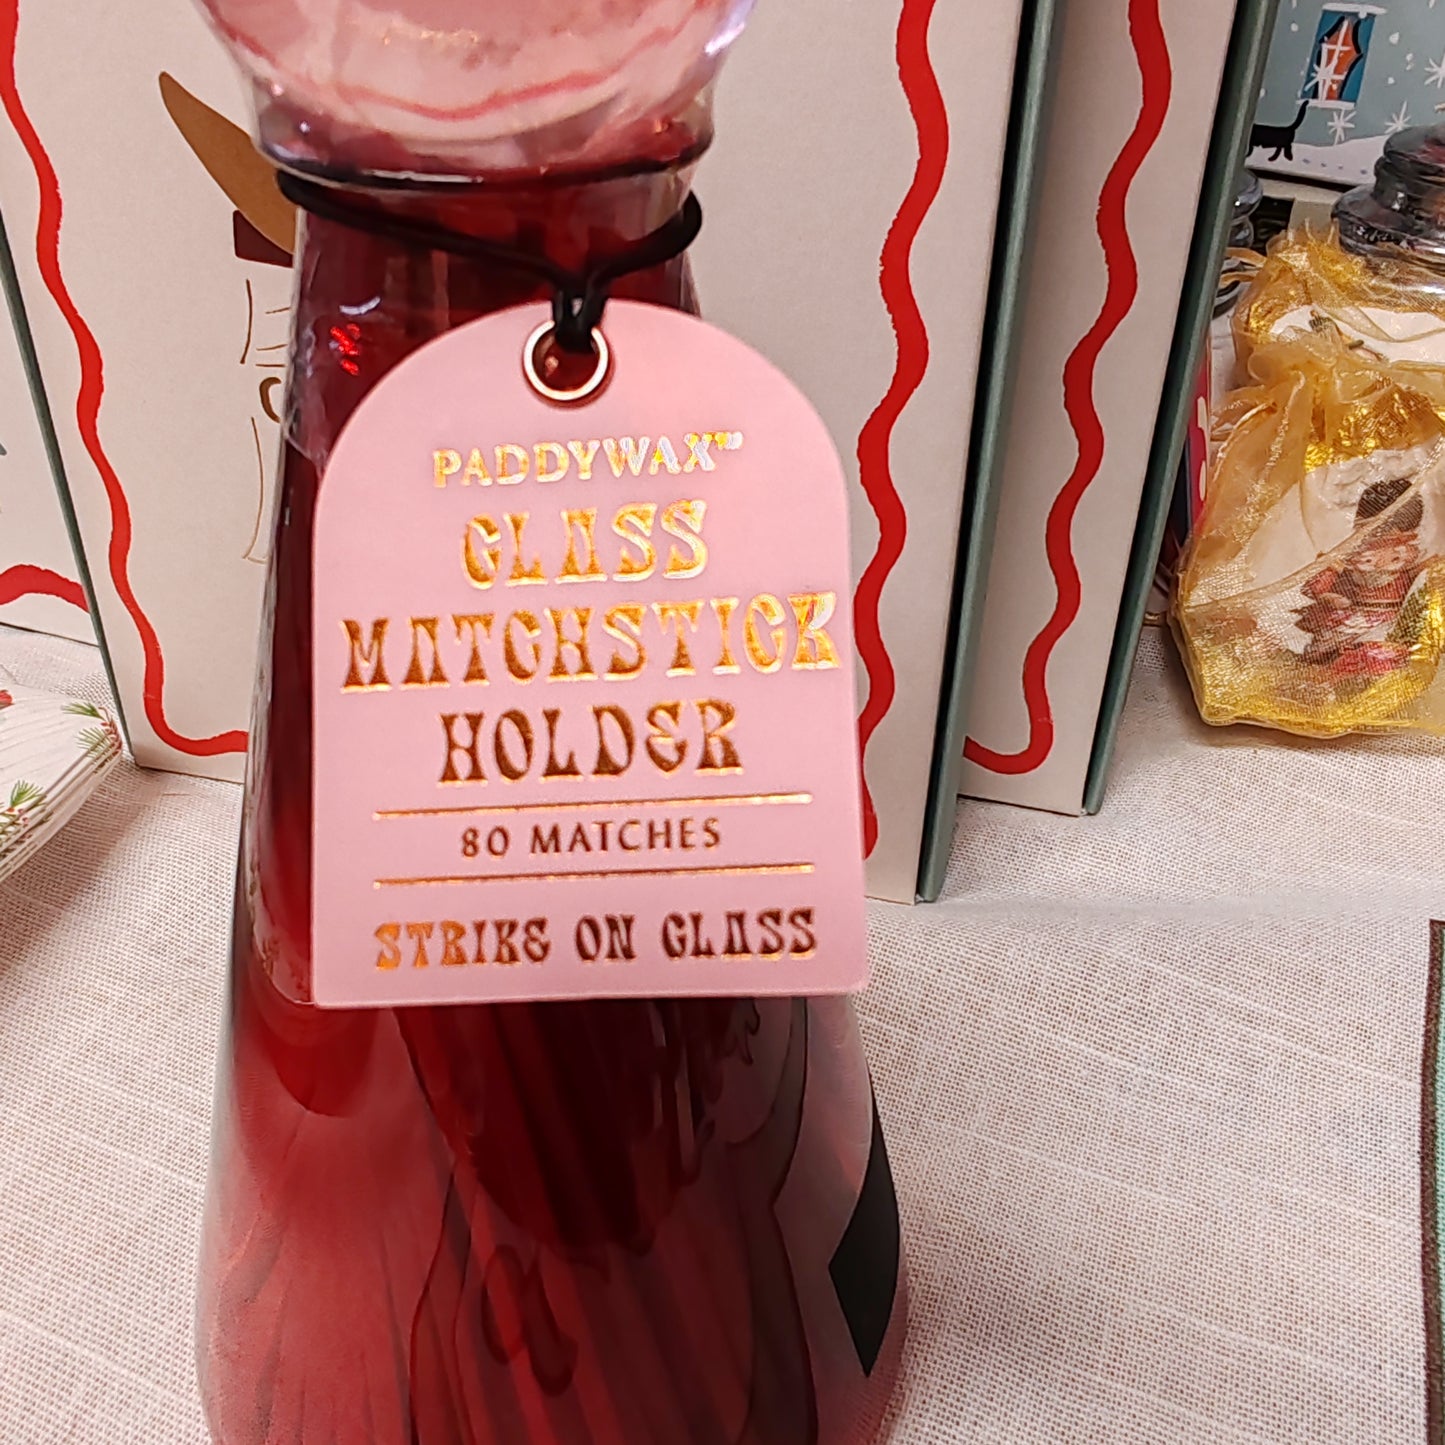 PADDYWAX™
GLASS
MATCHSTICK
HOLDER
80 MATCHES
STRIKE ON GLASS